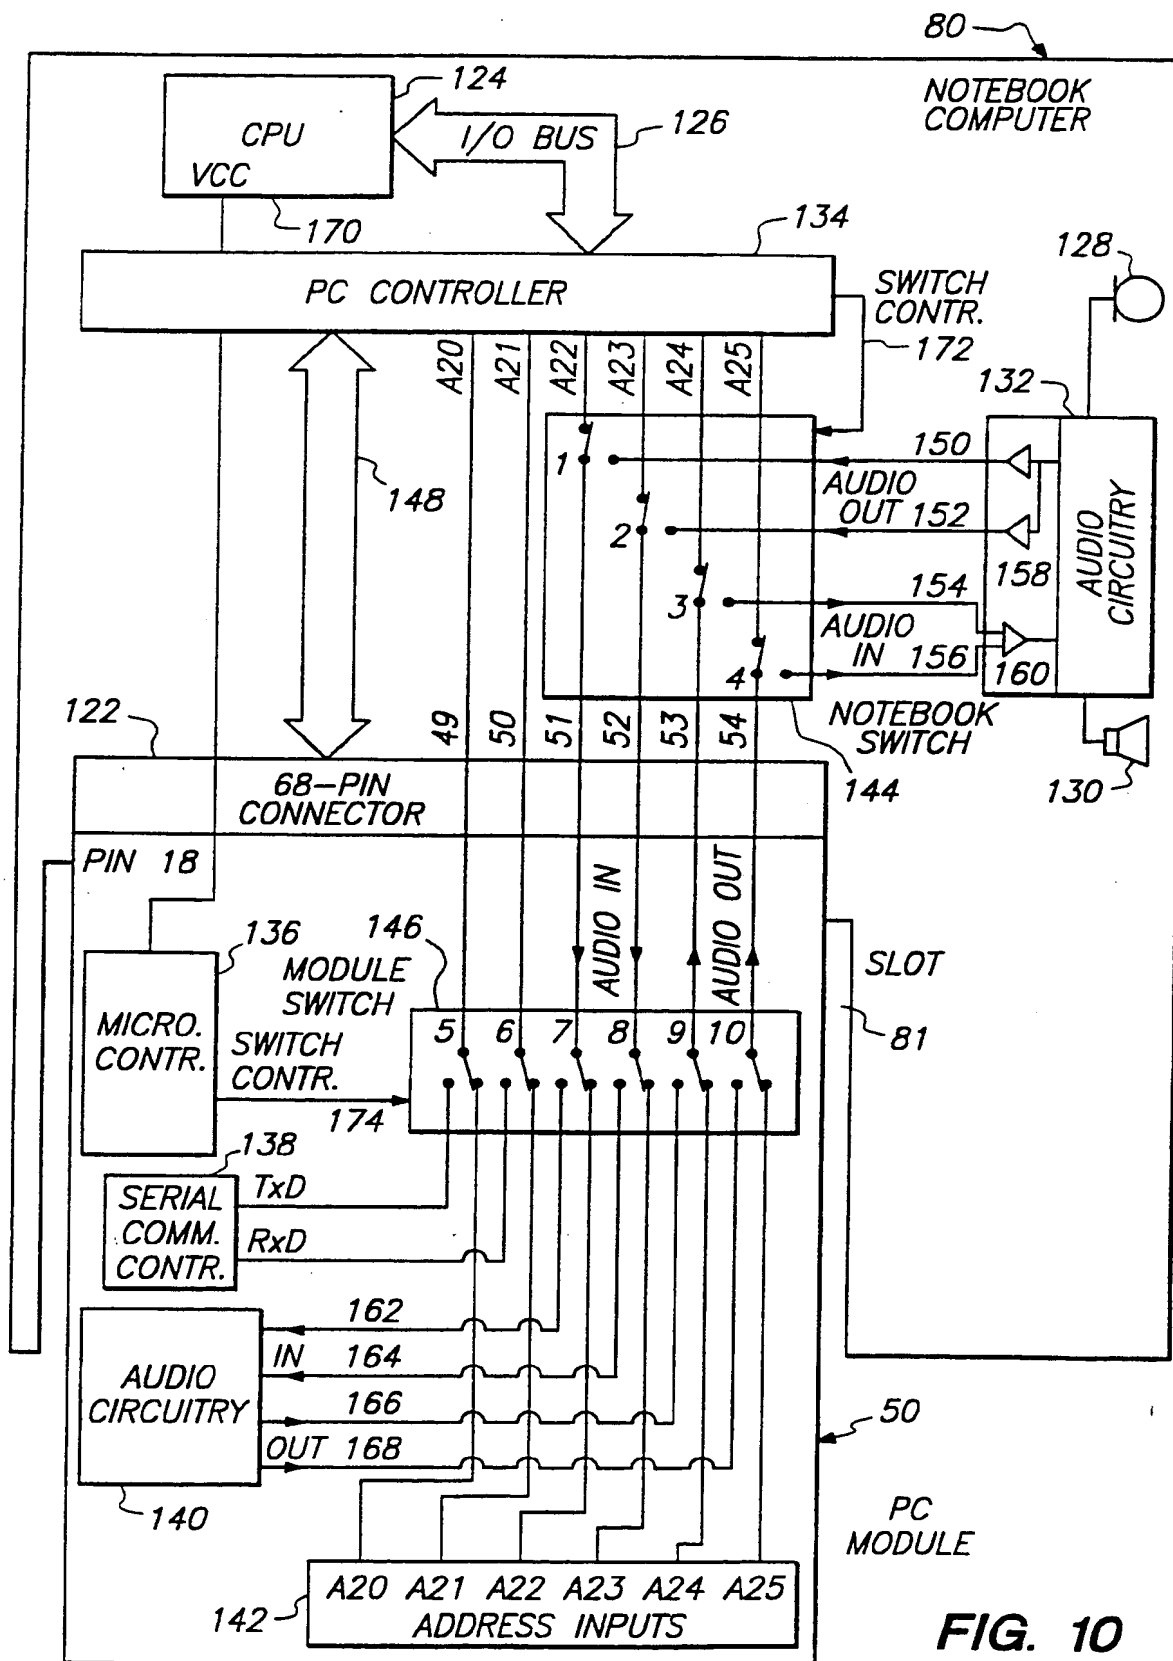 80
NOTEBOOK
COMPUTER
124
CPU
VCC
I/O BUS
126
170
134
PC CONTROLLER
128
SWITCH
CONTR.
172
A20
A21
A22
A23
A24
A25
132
148
1
150
AUDIO
OUT
152
2
158
AUDIO
CIRCUITRY
3
154
AUDIO
IN
156
160
4
122
49
50
51
52
53
54
NOTEBOOK
SWITCH
144
130
68-PIN
CONNECTOR
PIN 18
136
146
MODULE
SWITCH
AUDIO IN
AUDIO OUT
SLOT
81
MICRO.
CONTR.
SWITCH
CONTR.
174
5
6
7
8
9
10
138
SERIAL
COMM.
CONTR.
TxD
RxD
162
IN 164
AUDIO
CIRCUITRY
166
OUT 168
140
50
PC
MODULE
142
A20 A21 A22 A23 A24 A25
ADDRESS INPUTS
FIG. 10